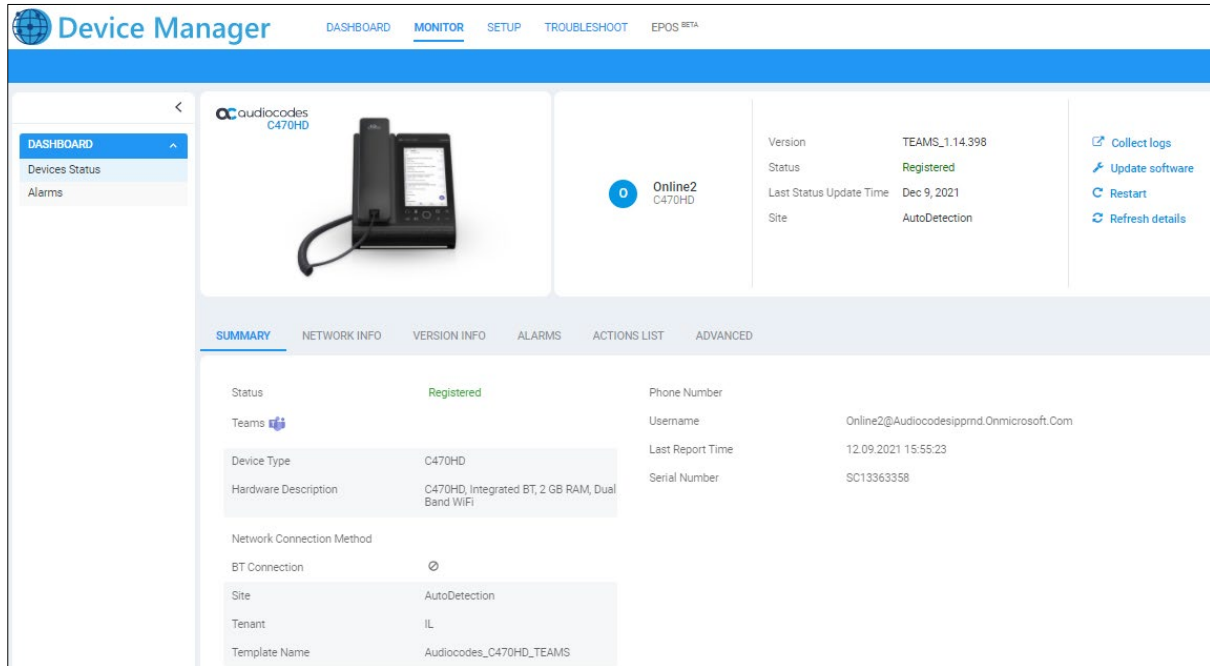 Device Manager
DASHBOARD MONITOR SETUP TROUBLESHOOT EPOS BETA
audiocodes
C470HD
DASHBOARD
Devices Status
Alarms
O
Online2
C470HD
Version TEAMS_1.14.398
Status Registered
Last Status Update Time Dec 9, 2021
Site AutoDetection
Collect logs
Update software
Restart
Refresh details
SUMMARY NETWORK INFO VERSION INFO ALARMS ACTIONS LIST ADVANCED
Status Registered
Teams
Device Type C470HD
Hardware Description C470HD, Integrated BT, 2 GB RAM, Dual
Band WiFi
Network Connection Method
BT Connection
Site AutoDetection
Tenant IL
Template Name Audiocodes_C470HD_TEAMS
Phone Number
Username Online2@Audiocodesipprnd.Onmicrosoft.Com
Last Report Time 12.09.2021 15:55:23
Serial Number SC13363358